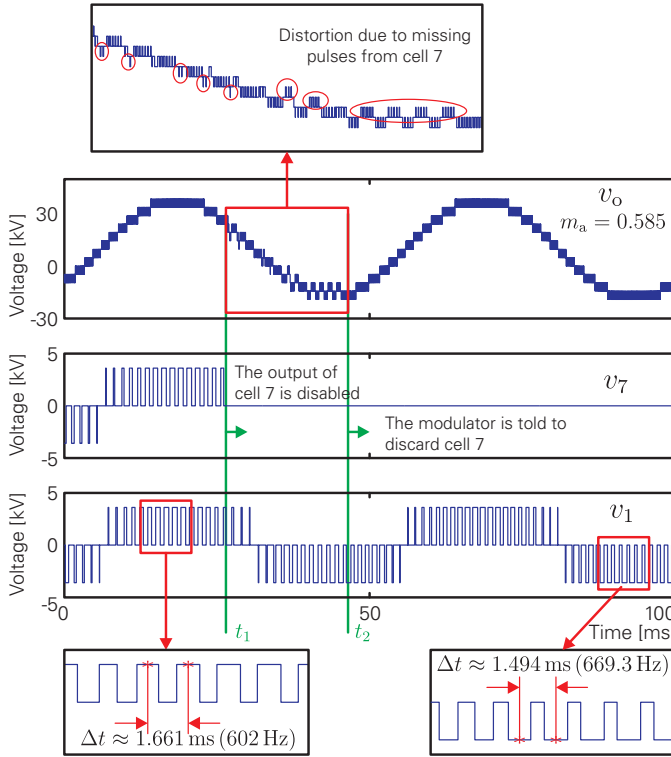 Distortion due to missing
pulses from cell 7
Voltage [kV]
30
0
-30
v_o
m_a = 0.585
Voltage [kV]
5
0
-5
The output of
cell 7 is disabled
v_7
The modulator is told to
discard cell 7
Voltage [kV]
5
0
-5
v_1
0
50
100
t_1
t_2
Time [ms]
Δt ≈ 1.661 ms (602 Hz)
Δt ≈ 1.494 ms (669.3 Hz)